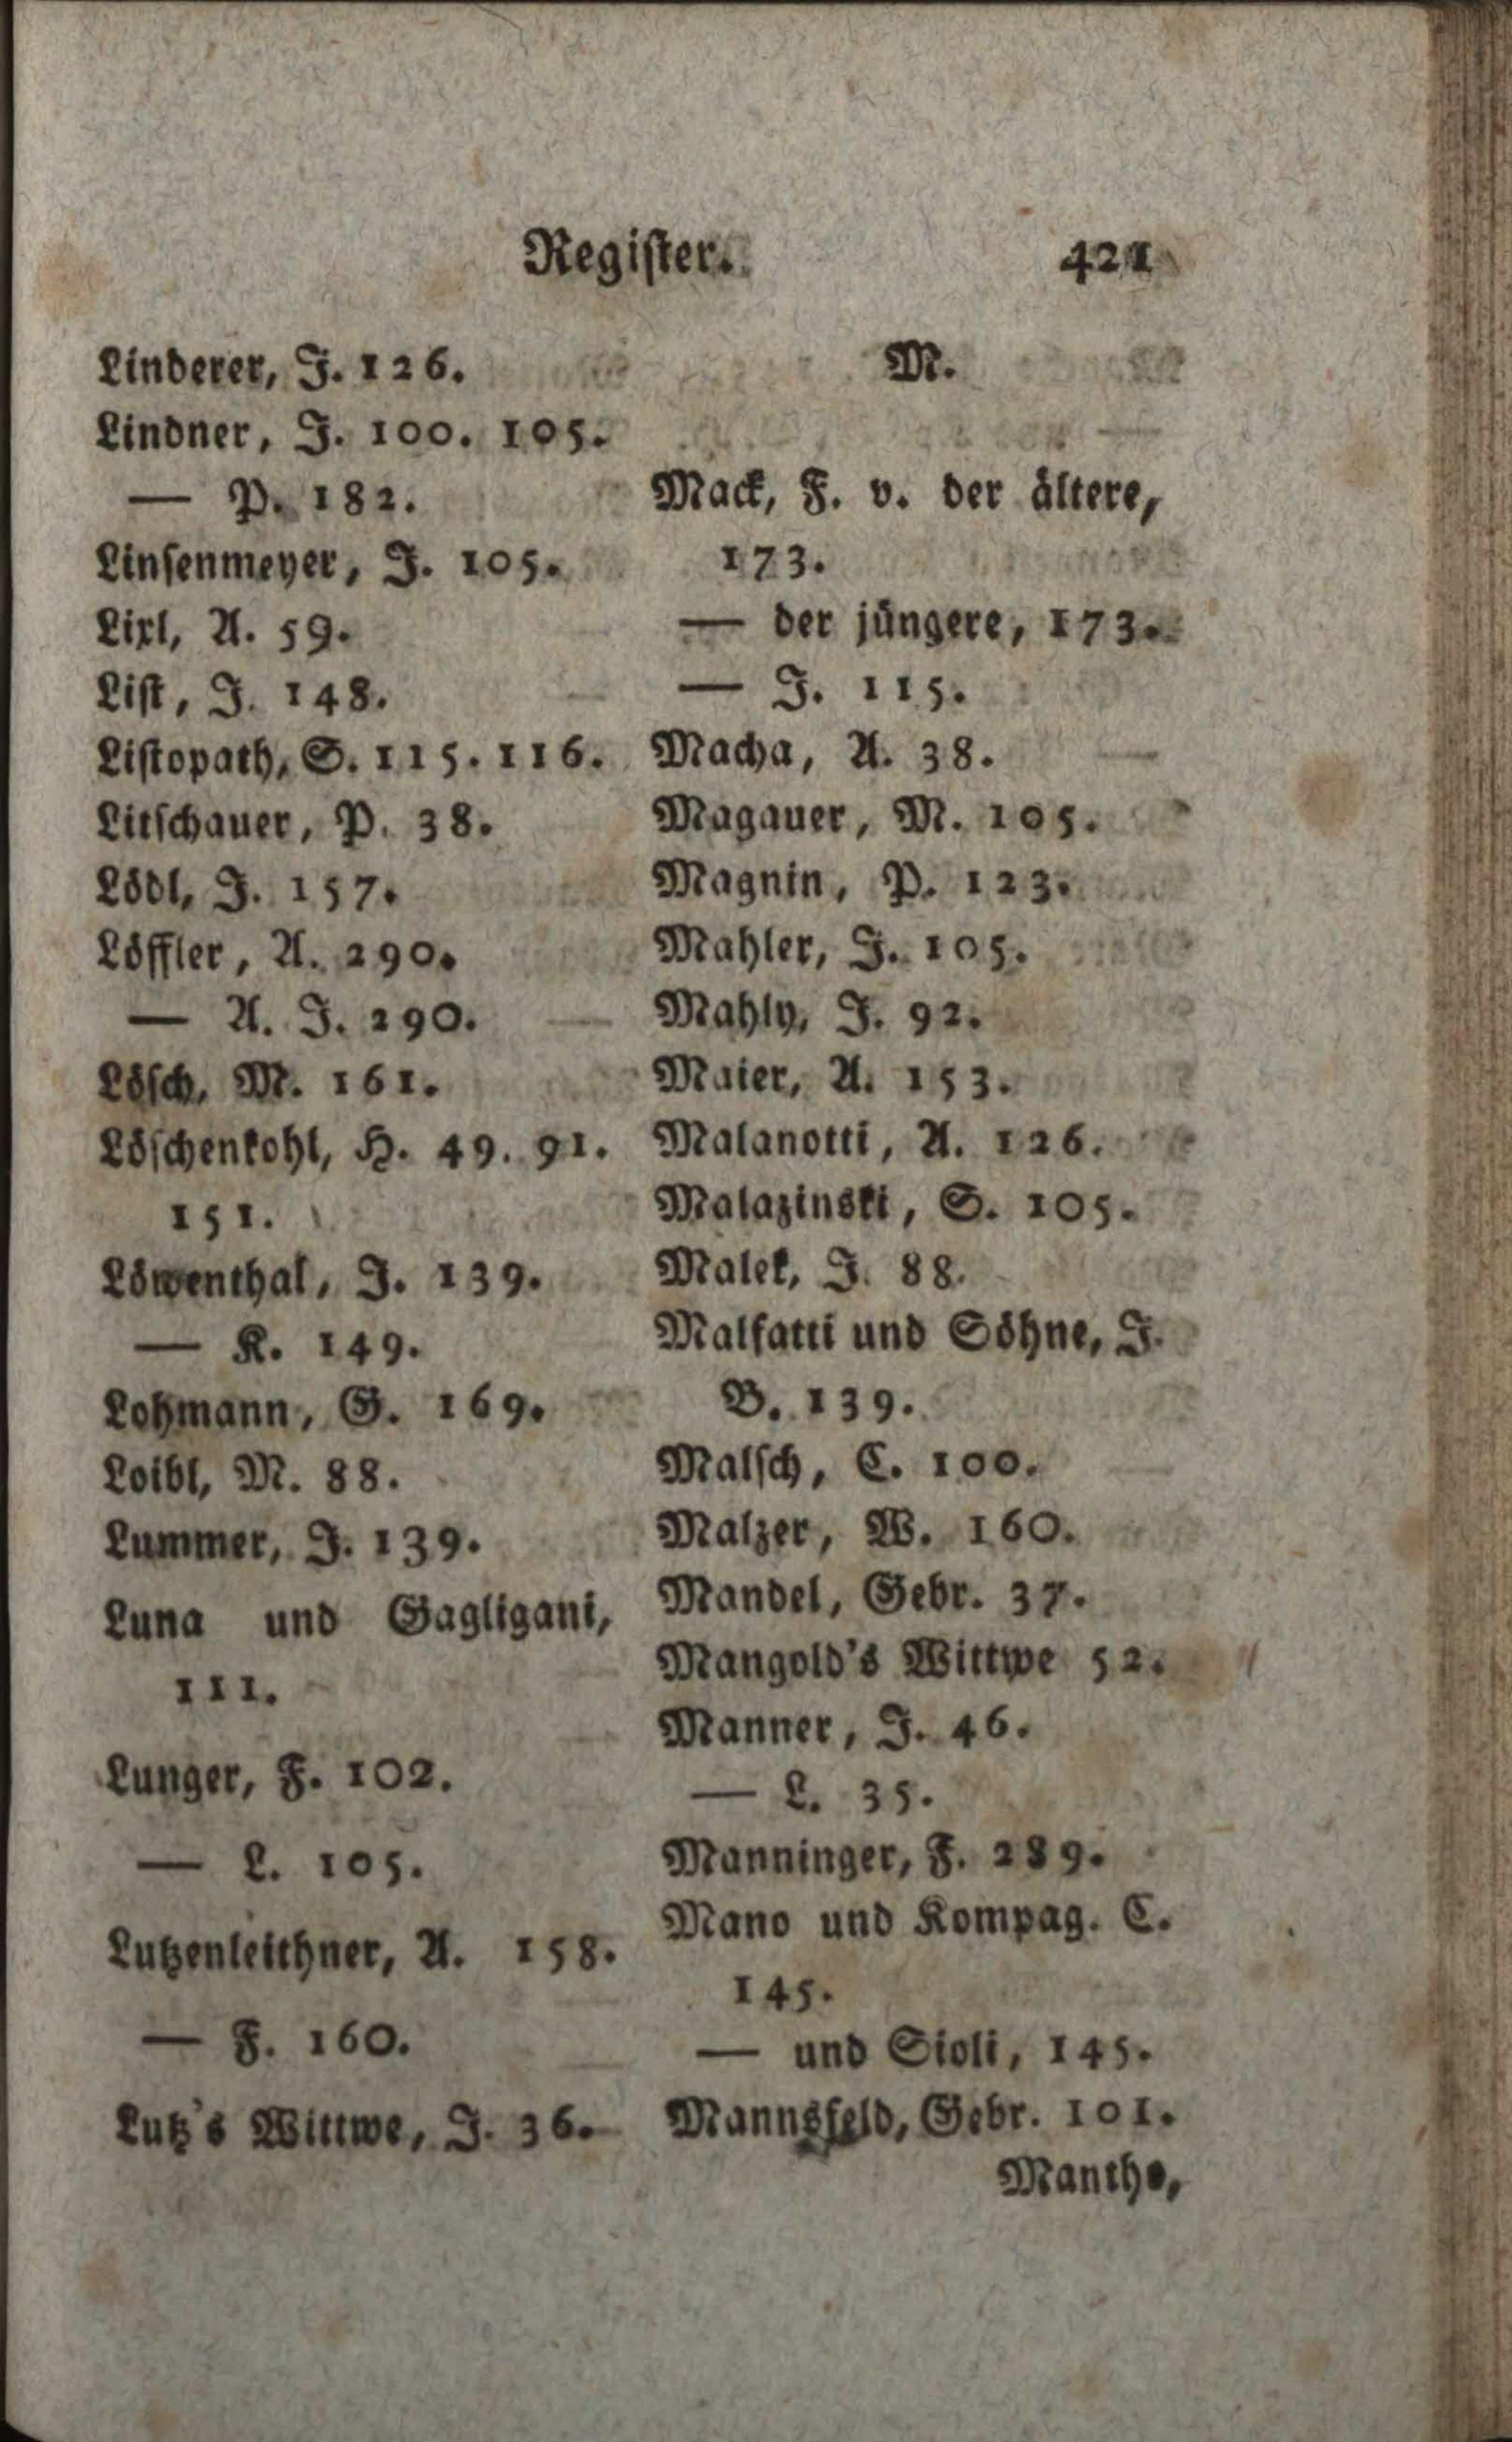 Register. 421
Linderer, J. 126.
Lindner, J. 100. 105.
— P. 182.
Linsenmeyer, J. 105.
Lixl, A. 59.
List, J. 148.
Listopath, S. 115. 116.
Litschauer, P. 38.
Lödl, J. 157.
Löffler, A. 290.
— A. J. 290.
Lösch, M. 161.
Löschenkohl, H. 49. 91.
151.
Löwenthal, J. 139.
— K. 149.
Lohmann, G. 169.
Loibl, M. 88.
Lummer, J. 139.
Luna und Gagligani,
111.
Lunger, F. 102.
— L. 105.
Lutzenleithner, A. 158.
— F. 160.
Lutz's Wittwe, J. 36.
M.
Mack, F. v. der ältere,
173.
— der jüngere, 173.
— J. 115.
Macha, A. 38.
Magauer, M. 105.
Magnin, P. 123.
Mahler, J. 105.
Mahly, J. 92.
Maier, A. 153.
Malanotti, A. 126.
Malazinski, S. 105.
Malek, J. 88.
Malfatti und Söhne, J.
B. 139.
Malsch, C. 100.
Malzer, W. 160.
Mandel, Gebr. 37.
Mangold's Wittwe 52.
Manner, J. 46.
— L. 35.
Manninger, F. 289.
Mano und Kompag. C.
145.
— und Sioli, 145.
Mannsfeld, Gebr. 101.
Manthe,